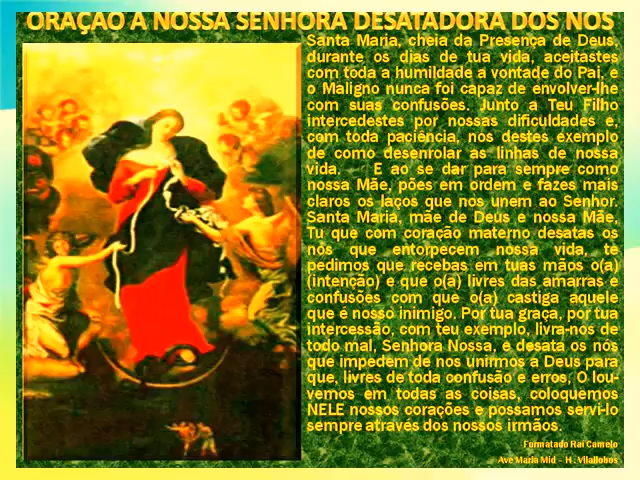 ORAÇÃO A NOSSA SENHORA DESATADORA DOS NÓS
Santa Maria, cheia da Presença de Deus,
durante os dias de tua vida, aceitastes
com toda a humildade a vontade do Pai, e
o Maligno nunca foi capaz de envolver-lhe
com suas confusões. Junto a Teu Filho
intercedestes por nossas dificuldades e,
com toda paciência, nos destes exemplo
de como desenrolar as linhas de nossa
vida. E ao se dar para sempre como
nossa Mãe, pões em ordem e fazes mais
claros os laços que nos unem ao Senhor.
Santa Maria, mãe de Deus e nossa Mãe,
Tu que com coração materno desatas os
nós que entorpecem nossa vida, te
pedimos que recebas em tuas mãos o(a)
(intenção) e que o(a) livres das amarras e
confusões com que o(a) castiga aquele
que é nosso inimigo. Por tua graça, por tua
intercessão, com teu exemplo, livra-nos de
todo mal, Senhora Nossa, e desata os nós
que impedem de nos unirmos a Deus para
que, livres de toda confusão e erros, O lou-
vemos em todas as coisas, coloquemos
NELE nossos corações e possamos servi-lo
sempre através dos nossos irmãos.
Formatado Rai Camelo
Ave Maria Mid - H. Vilallobos